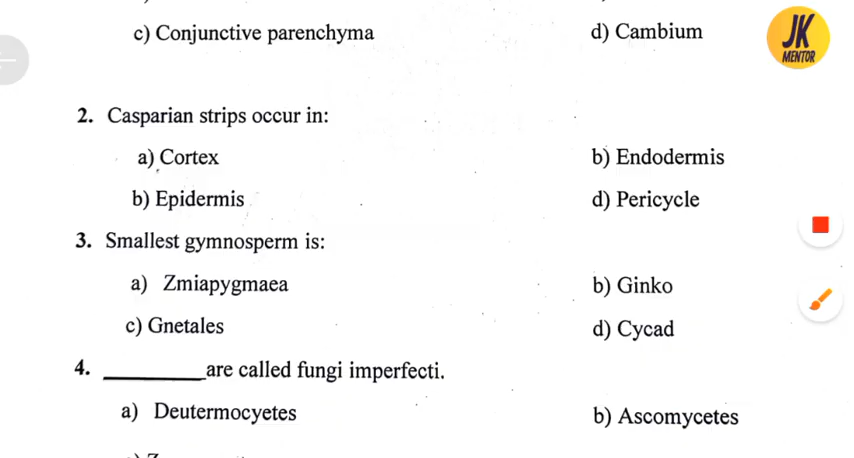 c) Conjunctive parenchyma d) Cambium
JK
MENTOR
2. Casparian strips occur in:
a) Cortex b) Endodermis
b) Epidermis d) Pericycle
3. Smallest gymnosperm is:
a) Zmiapygmaea b) Ginko
c) Gnetales d) Cycad
4. __________are called fungi imperfecti.
a) Deutermocyetes b) Ascomycetes